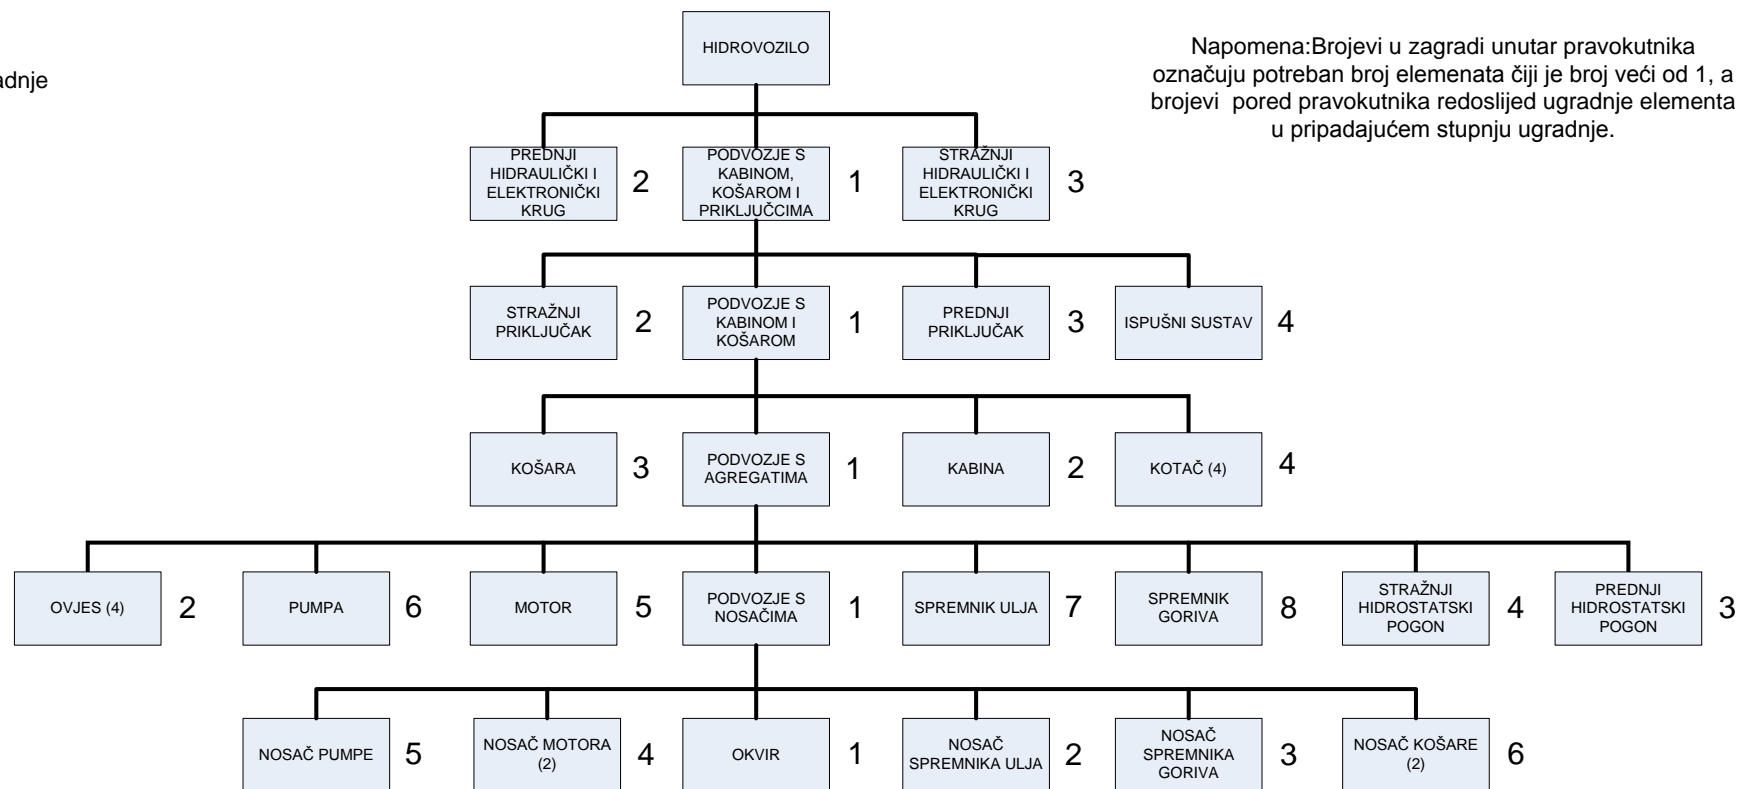 HIDROVOZILO
Napomena:Brojevi u zagradi unutar pravokutnika
označuju potreban broj elemenata čiji je broj veći od 1, a
brojevi pored pravokutnika redoslijed ugradnje elementa
u pripadajućem stupnju ugradnje.
adnje
PREDNJI
HIDRAULIČKI I
ELEKTRONIČKI
KRUG
2
PODVOZJE S
KABINOM,
KOŠAROM I
PRIKLJUČCIMA
1
STRAŽNJI
HIDRAULIČKI I
ELEKTRONIČKI
KRUG
3
STRAŽNJI
PRIKLJUČAK
2
PODVOZJE S
KABINOM I
KOŠAROM
1
PREDNJI
PRIKLJUČAK
3
ISPUŠNI SUSTAV
4
KOŠARA
3
PODVOZJE S
AGREGATIMA
1
KABINA
2
KOTAČ (4)
4
OVJES (4)
2
PUMPA
6
MOTOR
5
PODVOZJE S
NOSAČIMA
1
SPREMNIK ULJA
7
SPREMNIK
GORIVA
8
STRAŽNJI
HIDROSTATSKI
POGON
4
PREDNJI
HIDROSTATSKI
POGON
3
NOSAČ PUMPE
5
NOSAČ MOTORA
(2)
4
OKVIR
1
NOSAČ
SPREMNIKA ULJA
2
NOSAČ
SPREMNIKA
GORIVA
3
NOSAČ KOŠARE
(2)
6